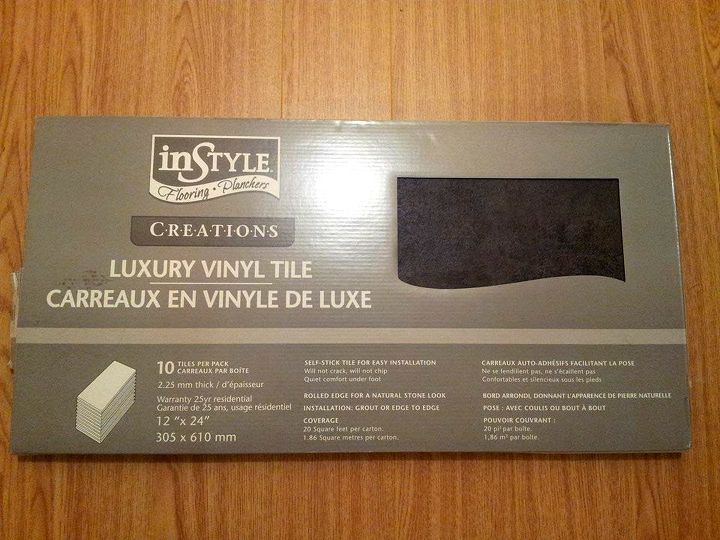 inSTYLE
Flooring • Planchers
CREATIONS
LUXURY VINYL TILE
CARREAUX EN VINYLE DE LUXE
10 TILES PER PACK
CARREAUX PAR BOÎTE
2.25 mm thick / d'épaisseur
Warranty 25yr residential
Garantie de 25 ans, usage résidentiel
12 "x 24"
305 x 610 mm
SELF-STICK TILE FOR EASY INSTALLATION
Will not crack, will not chip
Quiet comfort under foot
ROLLED EDGE FOR A NATURAL STONE LOOK
INSTALLATION: GROUT OR EDGE TO EDGE
COVERAGE
20 Square feet per carton.
1.86 Square metres per carton.
CARREAUX AUTO-ADHÉSIFS FACILITANT LA POSE
Ne se fendillent pas, ne s'écaillent pas
Confortables et silencieux sous les pieds
BORD ARRONDI, DONNANT L'APPARENCE DE PIERRE NATURELLE
POSE : AVEC COULIS OU BOUT À BOUT
POUVOIR COUVRANT :
20 pi² par boîte.
1,86 m² par boîte.